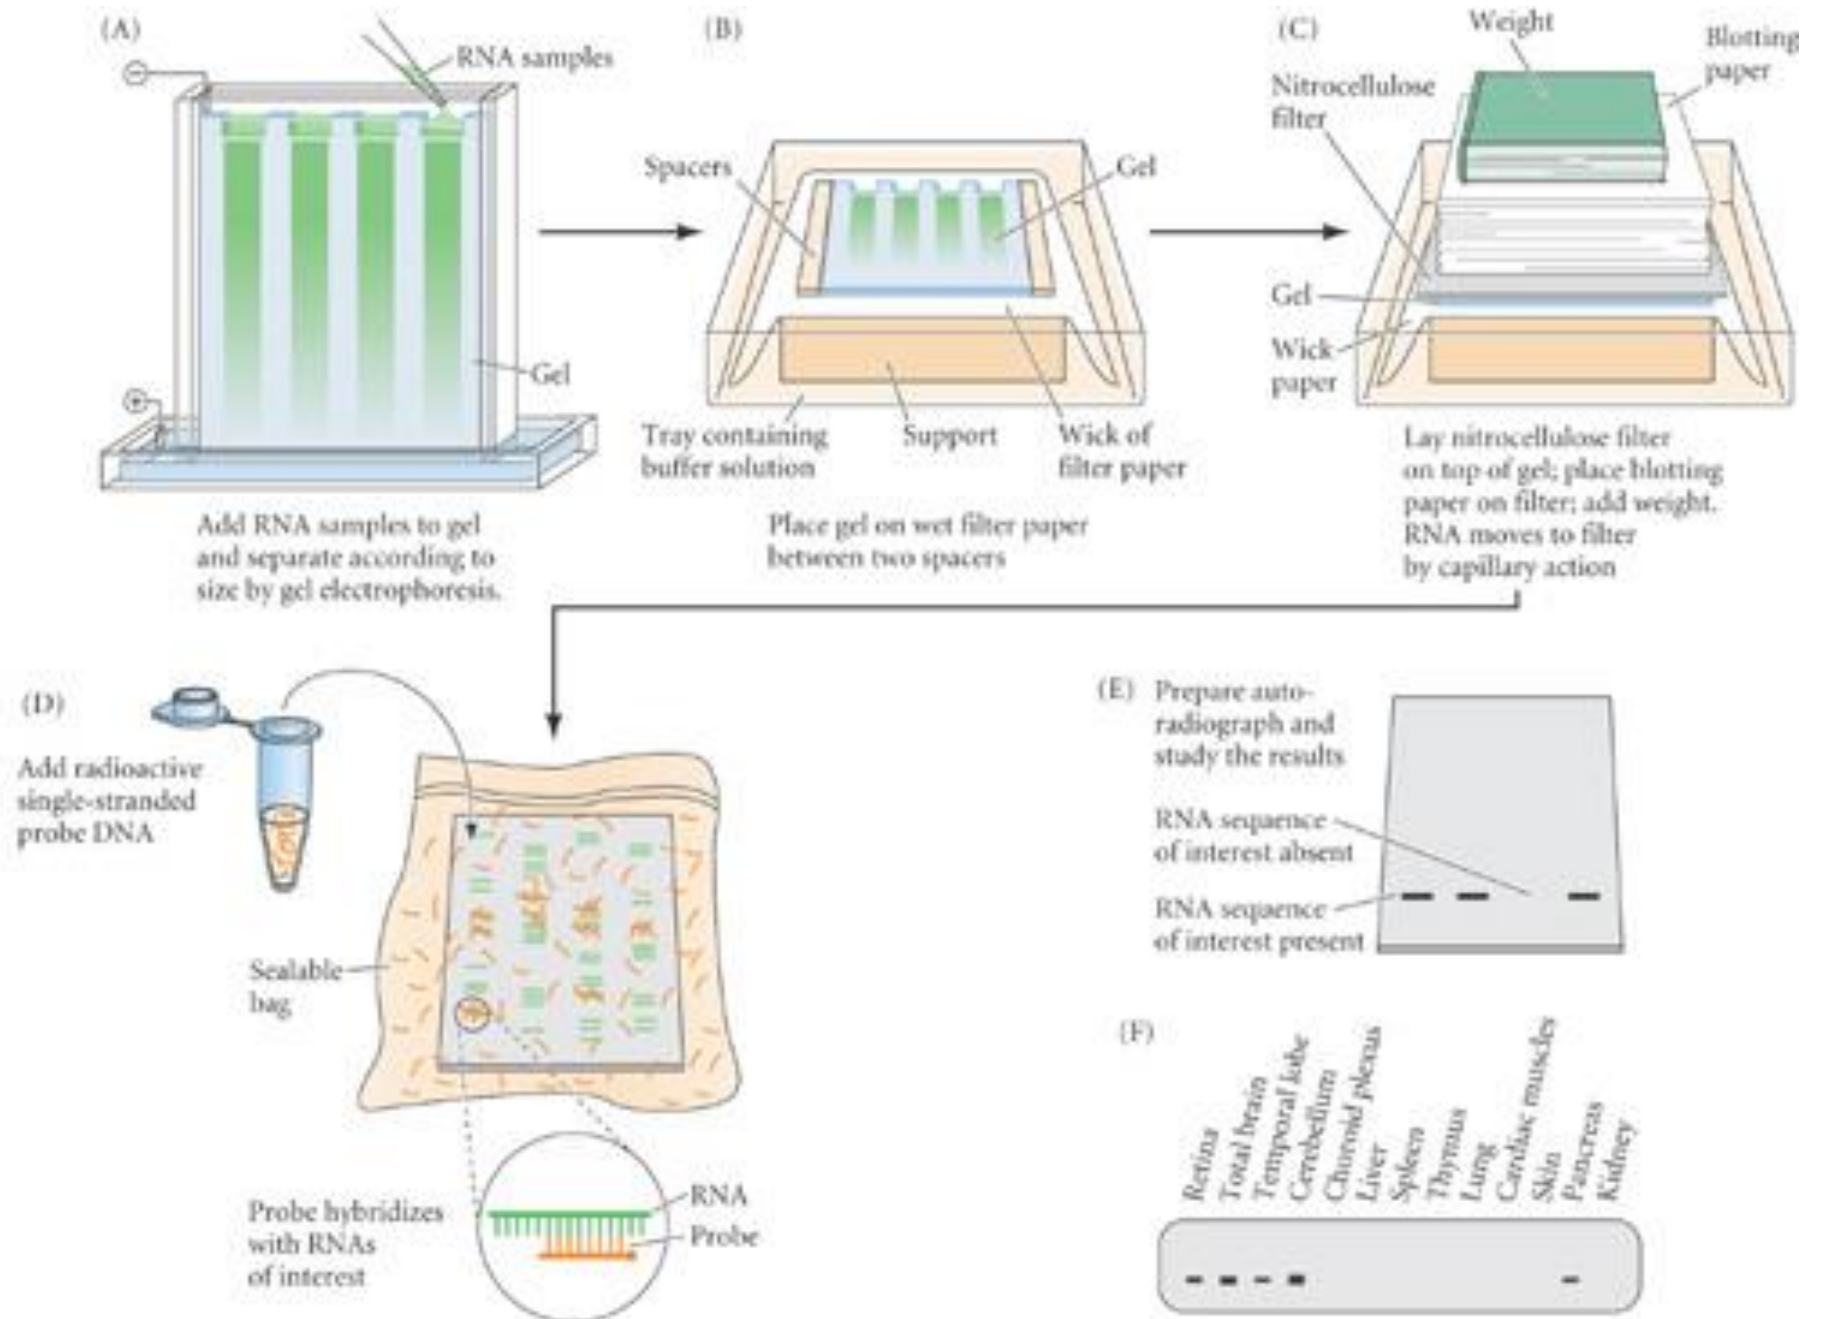 (A)
RNA samples
Gel
Add RNA samples to gel
and separate according to
size by gel electrophoresis.
(B)
Spacers
Gel
Tray containing
buffer solution
Support
Wick of
filter paper
Place gel on wet filter paper
between two spacers
(C)
Weight
Blotting
paper
Nitrocellulose
filter
Gel
Wick
paper
Lay nitrocellulose filter
on top of gel; place blotting
paper on filter; add weight.
RNA moves to filter
by capillary action
(D)
Add radioactive
single-stranded
probe DNA
Sealable
bag
Probe hybridizes
with RNAs
of interest
RNA
Probe
(E)
Prepare auto-
radiograph and
study the results
RNA sequence
of interest absent
RNA sequence
of interest present
(F)
Retina
Total brain
Temporal lobe
Cerebellum
Choroid plexus
Liver
Spleen
Thymus
Lung
Cardiac muscles
Skin
Pancreas
Kidney